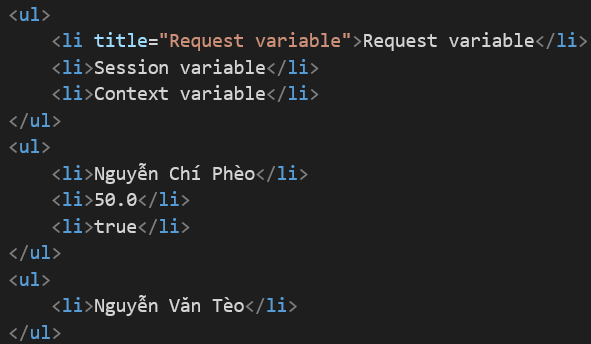 <ul>
    <li title="Request variable">Request variable</li>
    <li>Session variable</li>
    <li>Context variable</li>
</ul>
<ul>
    <li>Nguyễn Chí Phèo</li>
    <li>50.0</li>
    <li>true</li>
</ul>
<ul>
    <li>Nguyễn Văn Tèo</li>
</ul>